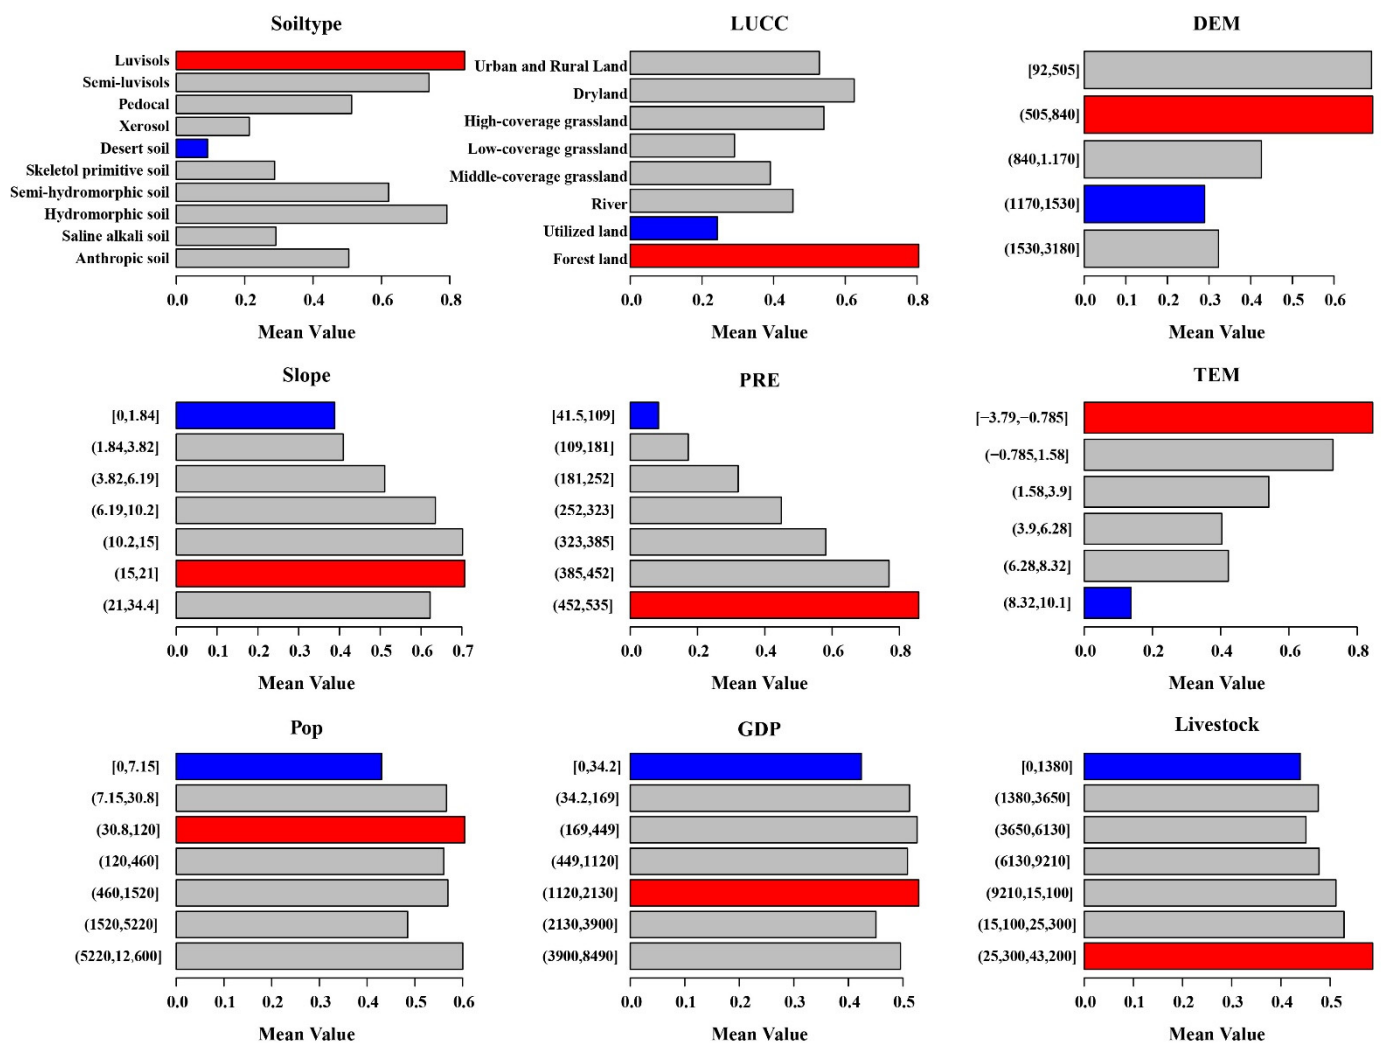 Soiltype
Luvisols
Semi-luvisols
Pedocal
Xerosol
Desert soil
Skeletol primitive soil
Semi-hydromorphic soil
Hydromorphic soil
Saline alkali soil
Anthropic soil
0.0 0.2 0.4 0.6 0.8
Mean Value
LUCC
Urban and Rural Land
Dryland
High-coverage grassland
Low-coverage grassland
Middle-coverage grassland
River
Utilized land
Forest land
0.0 0.2 0.4 0.6 0.8
Mean Value
DEM
[92,505]
(505,840]
(840,1.170]
(1170,1530]
(1530,3180]
0.0 0.1 0.2 0.3 0.4 0.5 0.6
Mean Value
Slope
[0,1.84]
(1.84,3.82]
(3.82,6.19]
(6.19,10.2]
(10.2,15]
(15,21]
(21,34.4]
0.0 0.1 0.2 0.3 0.4 0.5 0.6 0.7
Mean Value
PRE
[41.5,109]
(109,181]
(181,252]
(252,323]
(323,385]
(385,452]
(452,535]
0.0 0.2 0.4 0.6 0.8
Mean Value
TEM
[−3.79,−0.785]
(−0.785,1.58]
(1.58,3.9]
(3.9,6.28]
(6.28,8.32]
(8.32,10.1]
0.0 0.2 0.4 0.6 0.8
Mean Value
Pop
[0,7.15]
(7.15,30.8]
(30.8,120]
(120,460]
(460,1520]
(1520,5220]
(5220,12,600]
0.0 0.1 0.2 0.3 0.4 0.5 0.6
Mean Value
GDP
[0,34.2]
(34.2,169]
(169,449]
(449,1120]
(1120,2130]
(2130,3900]
(3900,8490]
0.0 0.1 0.2 0.3 0.4 0.5
Mean Value
Livestock
[0,1380]
(1380,3650]
(3650,6130]
(6130,9210]
(9210,15,100]
(15,100,25,300]
(25,300,43,200]
0.0 0.1 0.2 0.3 0.4 0.5
Mean Value